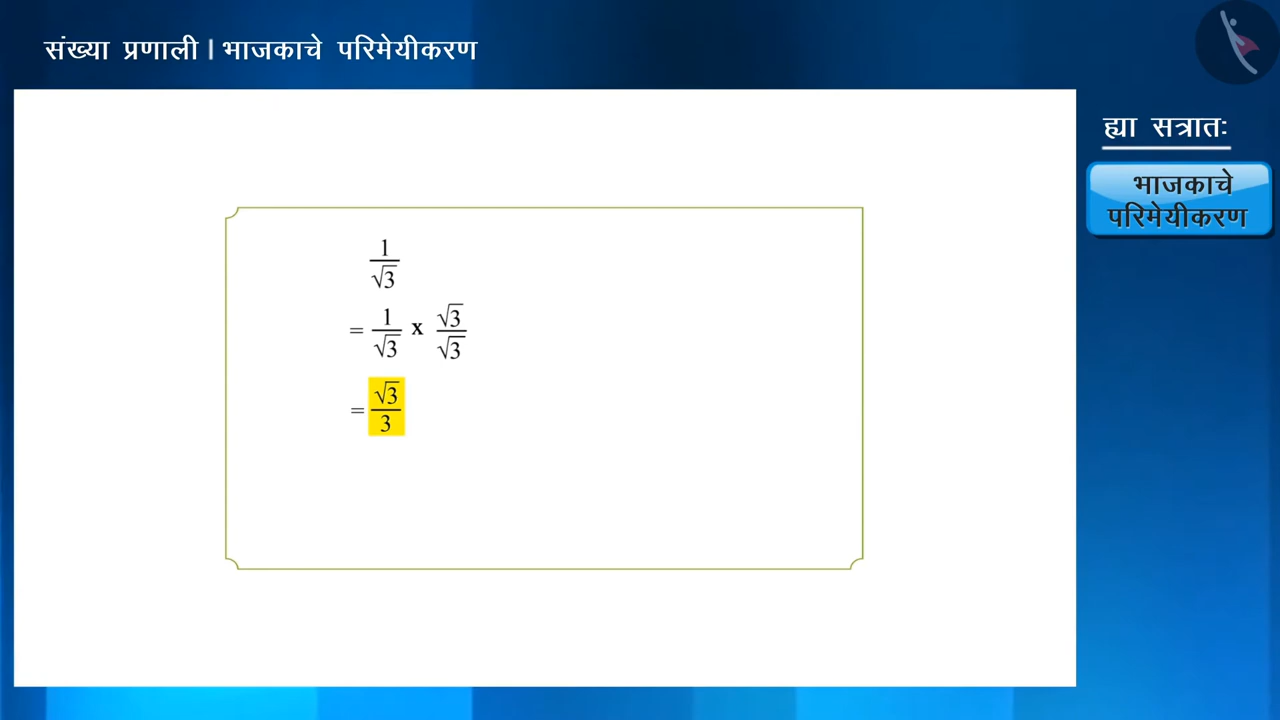 संख्या प्रणाली | भाजकाचे परिमेयीकरण
ह्या सत्रातः
भाजकाचे
परिमेयीकरण
1/√3
= 1/√3 x √3/√3
= √3/3